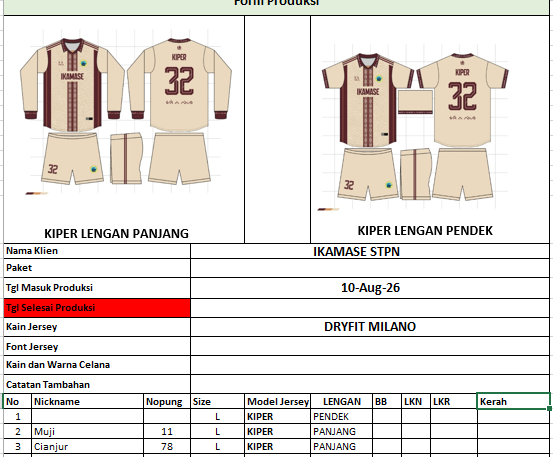 Form Produksi
KIPER
IKAMASE
32
32
KIPER
IKAMASE
32
32
KIPER LENGAN PANJANG
KIPER LENGAN PENDEK
Nama Klien IKAMASE STPN
Paket
Tgl Masuk Produksi 10-Aug-26
Tgl Selesai Produksi
Kain Jersey DRYFIT MILANO
Font Jersey
Kain dan Warna Celana
Catatan Tambahan
No Nickname Nopung Size Model Jersey LENGAN BB LKN LKR Kerah
1 L KIPER PENDEK
2 Muji 11 L KIPER PANJANG
3 Cianjur 78 L KIPER PANJANG